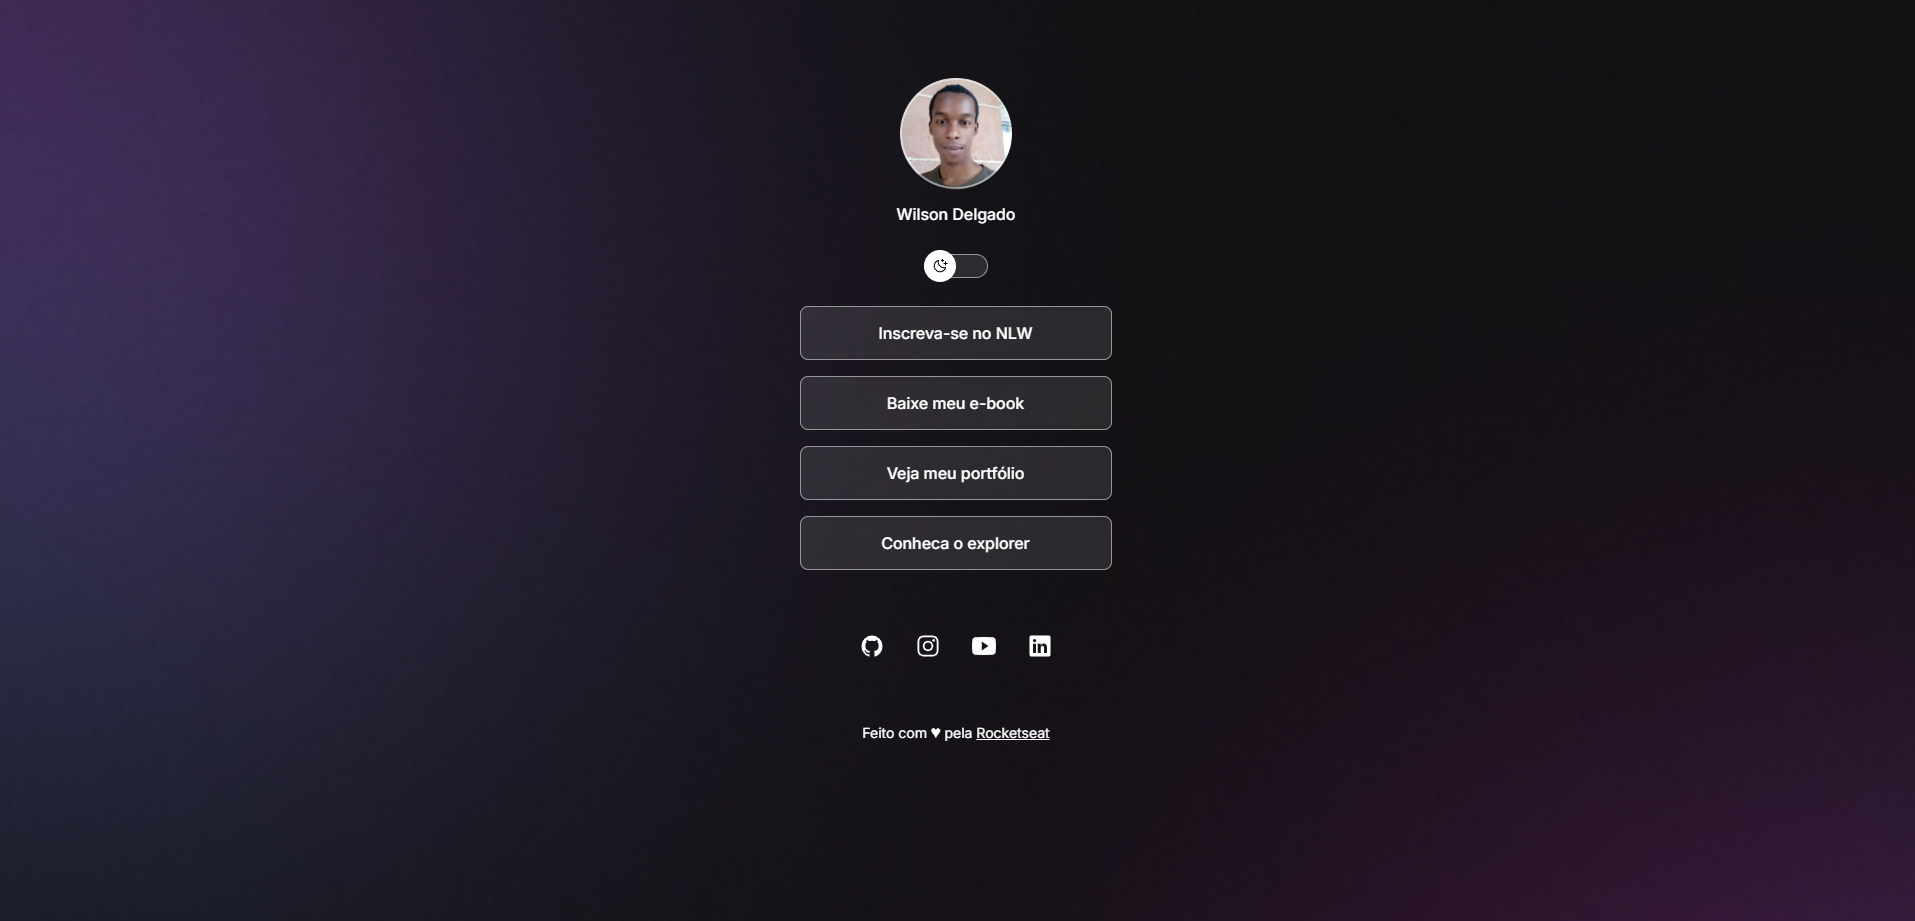 Wilson Delgado
Inscreva-se no NLW
Baixe meu e-book
Veja meu portfólio
Conheca o explorer
Feito com ♥ pela Rocketseat